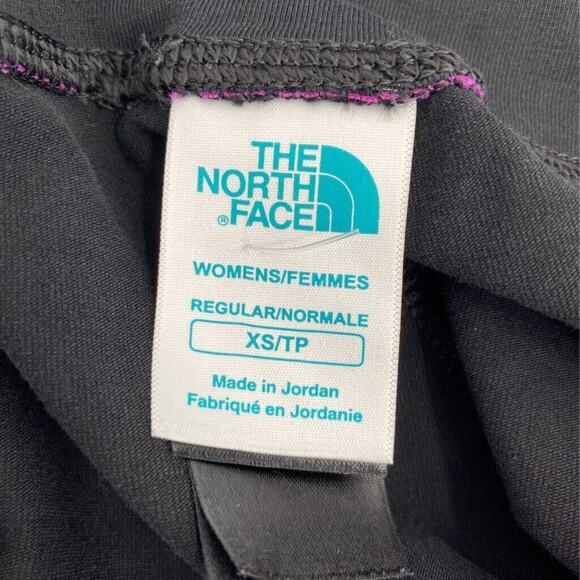 THE
NORTH
FACE
®
WOMENS/FEMMES
REGULAR/NORMALE
XS/TP
Made in Jordan
Fabriqué en Jordanie